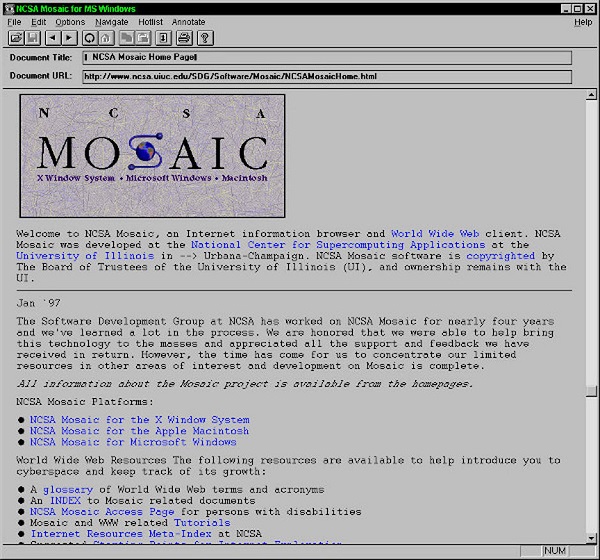 NCSA Mosaic for MS Windows
File Edit Options Navigate Hotlist Annotate Help
Document Title: NCSA Mosaic Home Page
Document URL: http://www.ncsa.uiuc.edu/SDG/Software/Mosaic/NCSAMosaicHome.html
N C S A
MOSAIC
X Window System • Microsoft Windows • Macintosh
Welcome to NCSA Mosaic, an Internet information browser and World Wide Web client. NCSA
Mosaic was developed at the National Center for Supercomputing Applications at the
University of Illinois in --> Urbana-Champaign. NCSA Mosaic software is copyrighted by
The Board of Trustees of the University of Illinois (UI), and ownership remains with the
UI.
Jan `97
The Software Development Group at NCSA has worked on NCSA Mosaic for nearly four years
and we've learned a lot in the process. We are honored that we were able to help bring
this technology to the masses and appreciated all the support and feedback we have
received in return. However, the time has come for us to concentrate our limited
resources in other areas of interest and development on Mosaic is complete.
All information about the Mosaic project is available from the homepages.
NCSA Mosaic Platforms:
● NCSA Mosaic for the X Window System
● NCSA Mosaic for the Apple Macintosh
● NCSA Mosaic for Microsoft Windows
World Wide Web Resources The following resources are available to help introduce you to
cyberspace and keep track of its growth:
● A glossary of World Wide Web terms and acronyms
● An INDEX to Mosaic related documents
● NCSA Mosaic Access Page for persons with disabilities
● Mosaic and WWW related Tutorials
● Internet Resources Meta-Index at NCSA
● Suggested Starting Points for Internet Exploration
NUM